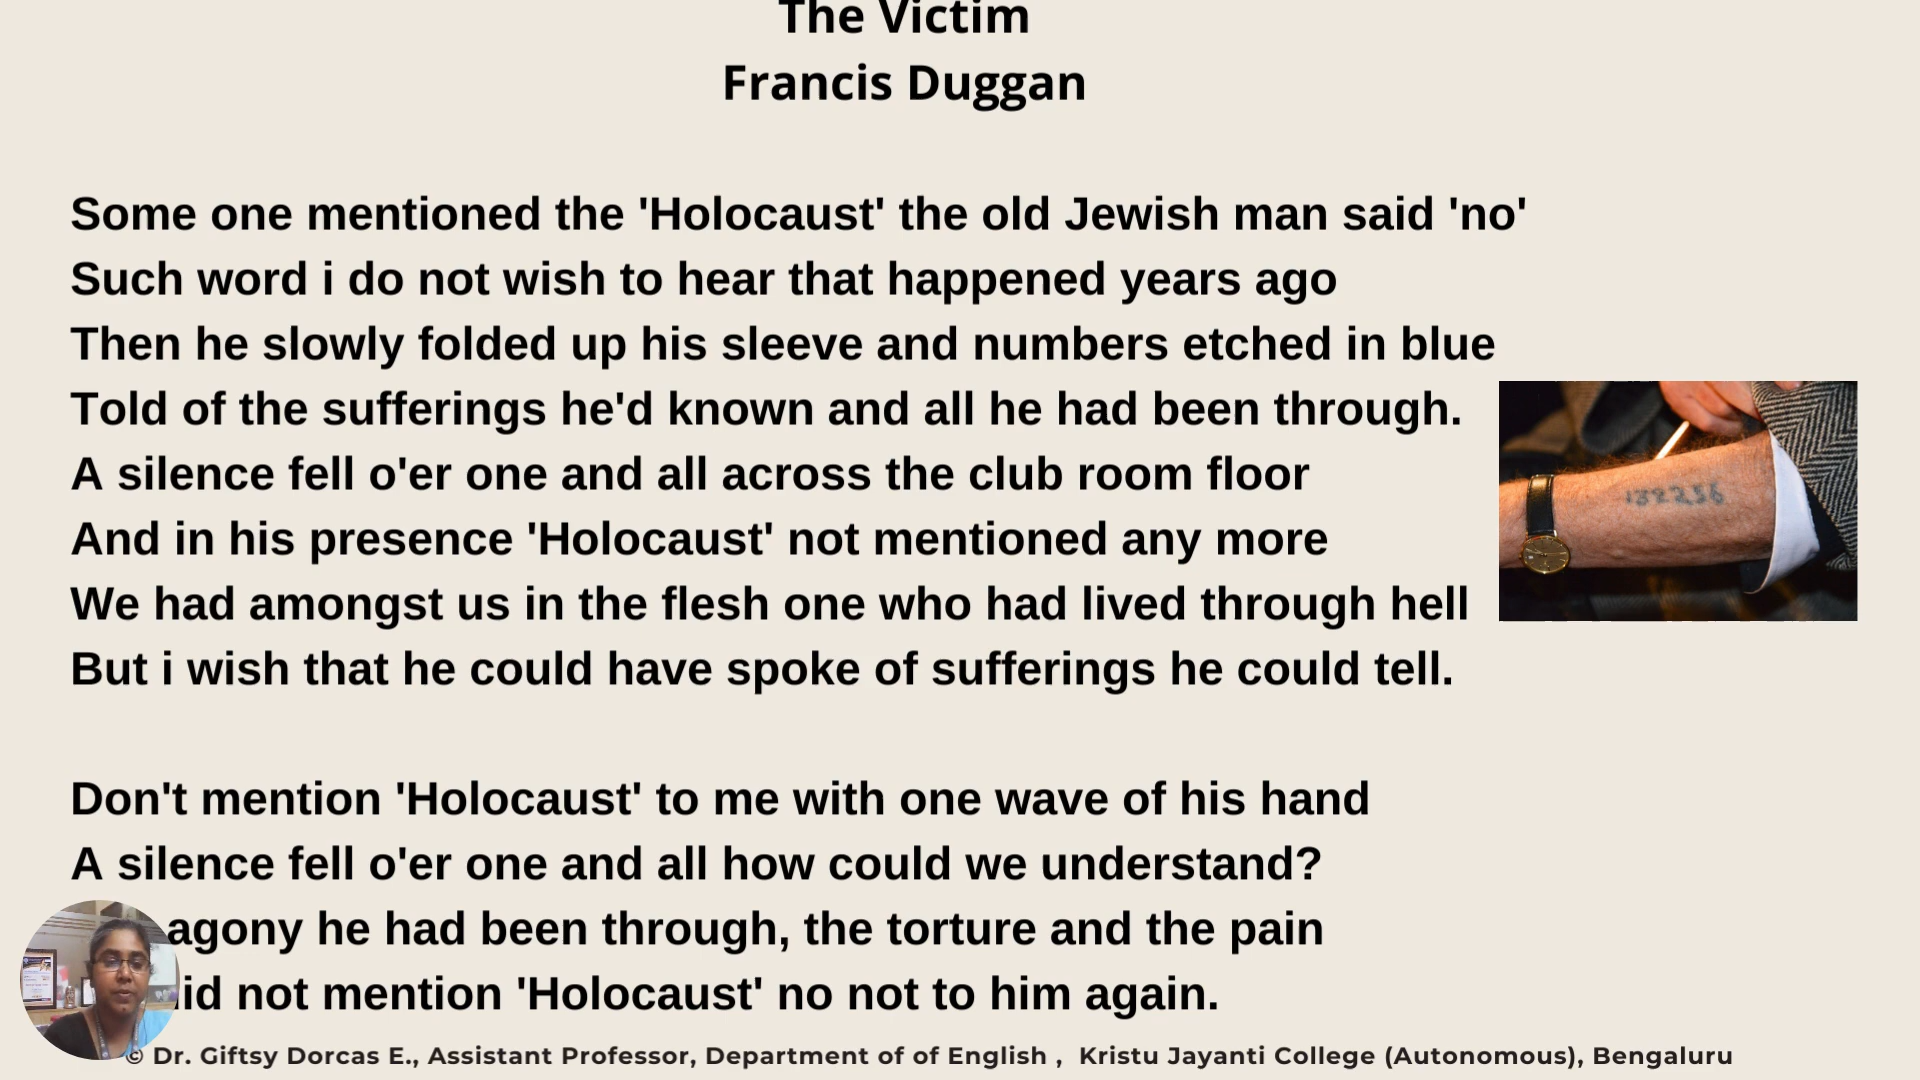 The Victim
Francis Duggan
Some one mentioned the 'Holocaust' the old Jewish man said 'no'
Such word i do not wish to hear that happened years ago
Then he slowly folded up his sleeve and numbers etched in blue
Told of the sufferings he'd known and all he had been through.
A silence fell o'er one and all across the club room floor
And in his presence 'Holocaust' not mentioned any more
We had amongst us in the flesh one who had lived through hell
But i wish that he could have spoke of sufferings he could tell.
Don't mention 'Holocaust' to me with one wave of his hand
A silence fell o'er one and all how could we understand?
agony he had been through, the torture and the pain
not mention 'Holocaust' no not to him again.
© Dr. Giftsy Dorcas E., Assistant Professor, Department of of English , Kristu Jayanti College (Autonomous), Bengaluru